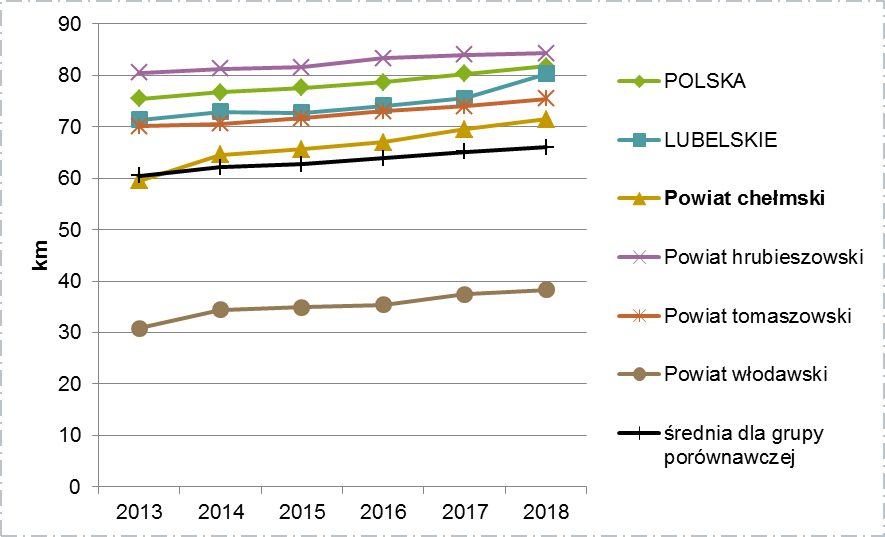 90
80
70
60
50
40
30
20
10
0
km
2013 2014 2015 2016 2017 2018
POLSKA
LUBELSKIE
Powiat chełmski
Powiat hrubieszowski
Powiat tomaszowski
Powiat włodawski
średnia dla grupy
porównawczej